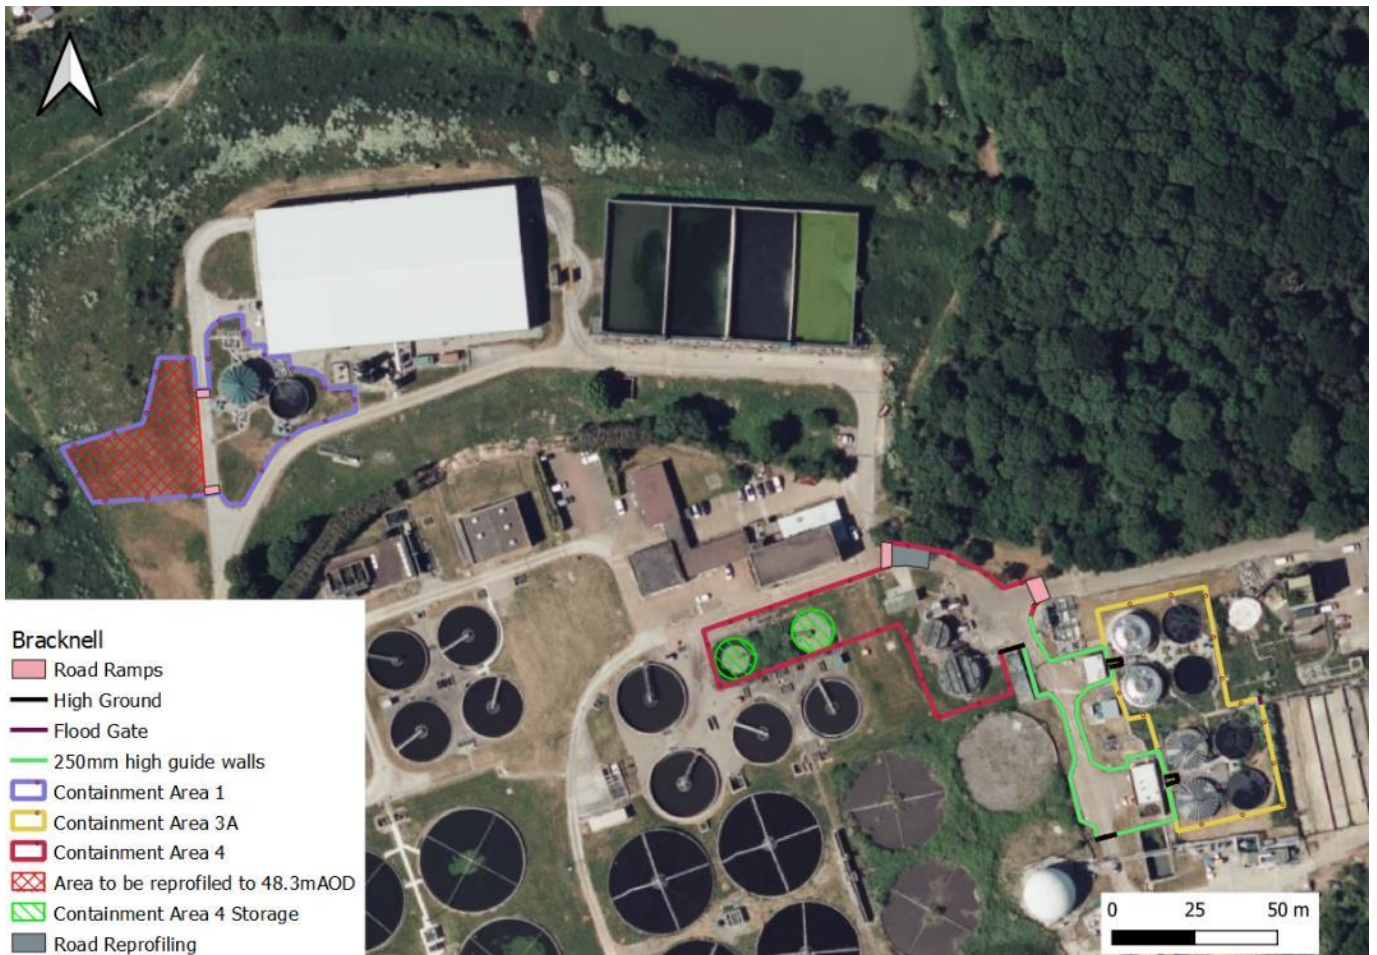 Bracknell
Road Ramps
High Ground
Flood Gate
250mm high guide walls
Containment Area 1
Containment Area 3A
Containment Area 4
Area to be reprofiled to 48.3mAOD
Containment Area 4 Storage
Road Reprofiling
0 25 50 m